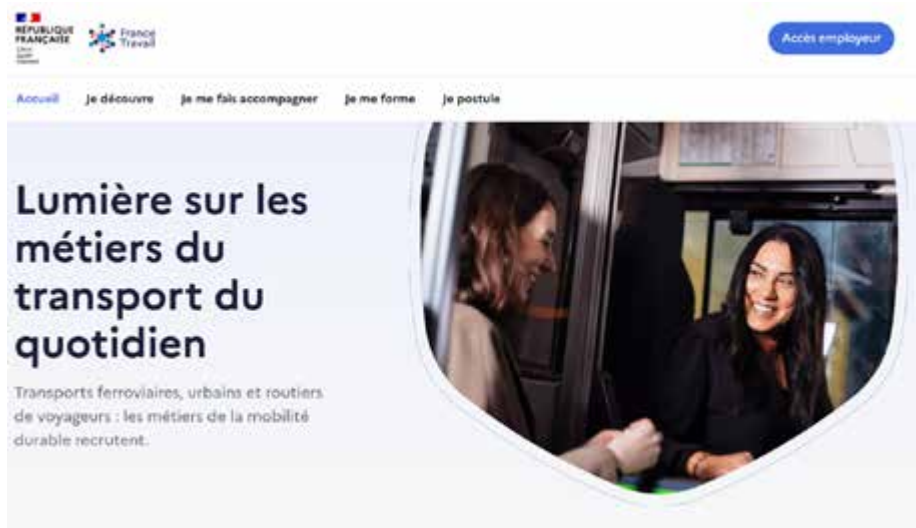 RÉPUBLIQUE
FRANÇAISE
France
Travail
Accès employeur
Accueil
Je découvre
Je me fais accompagner
Je me forme
Je postule
Lumière sur les
métiers du
transport du
quotidien
Transports ferroviaires, urbains et routiers
de voyageurs : les métiers de la mobilité
durable recrutent.